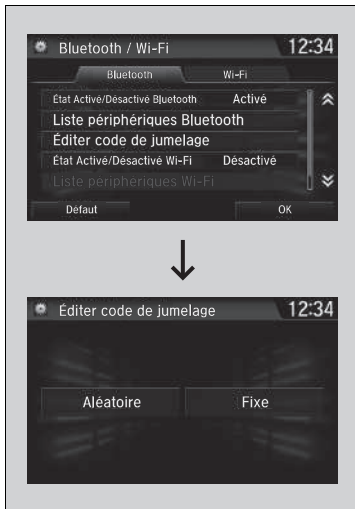 Bluetooth / Wi-Fi 12:34
Bluetooth Wi-Fi
État Activé/Désactivé Bluetooth Activé
Liste périphériques Bluetooth
Éditer code de jumelage
État Activé/Désactivé Wi-Fi Désactivé
Liste périphériques Wi-Fi
Défaut OK
Éditer code de jumelage 12:34
Aléatoire Fixe